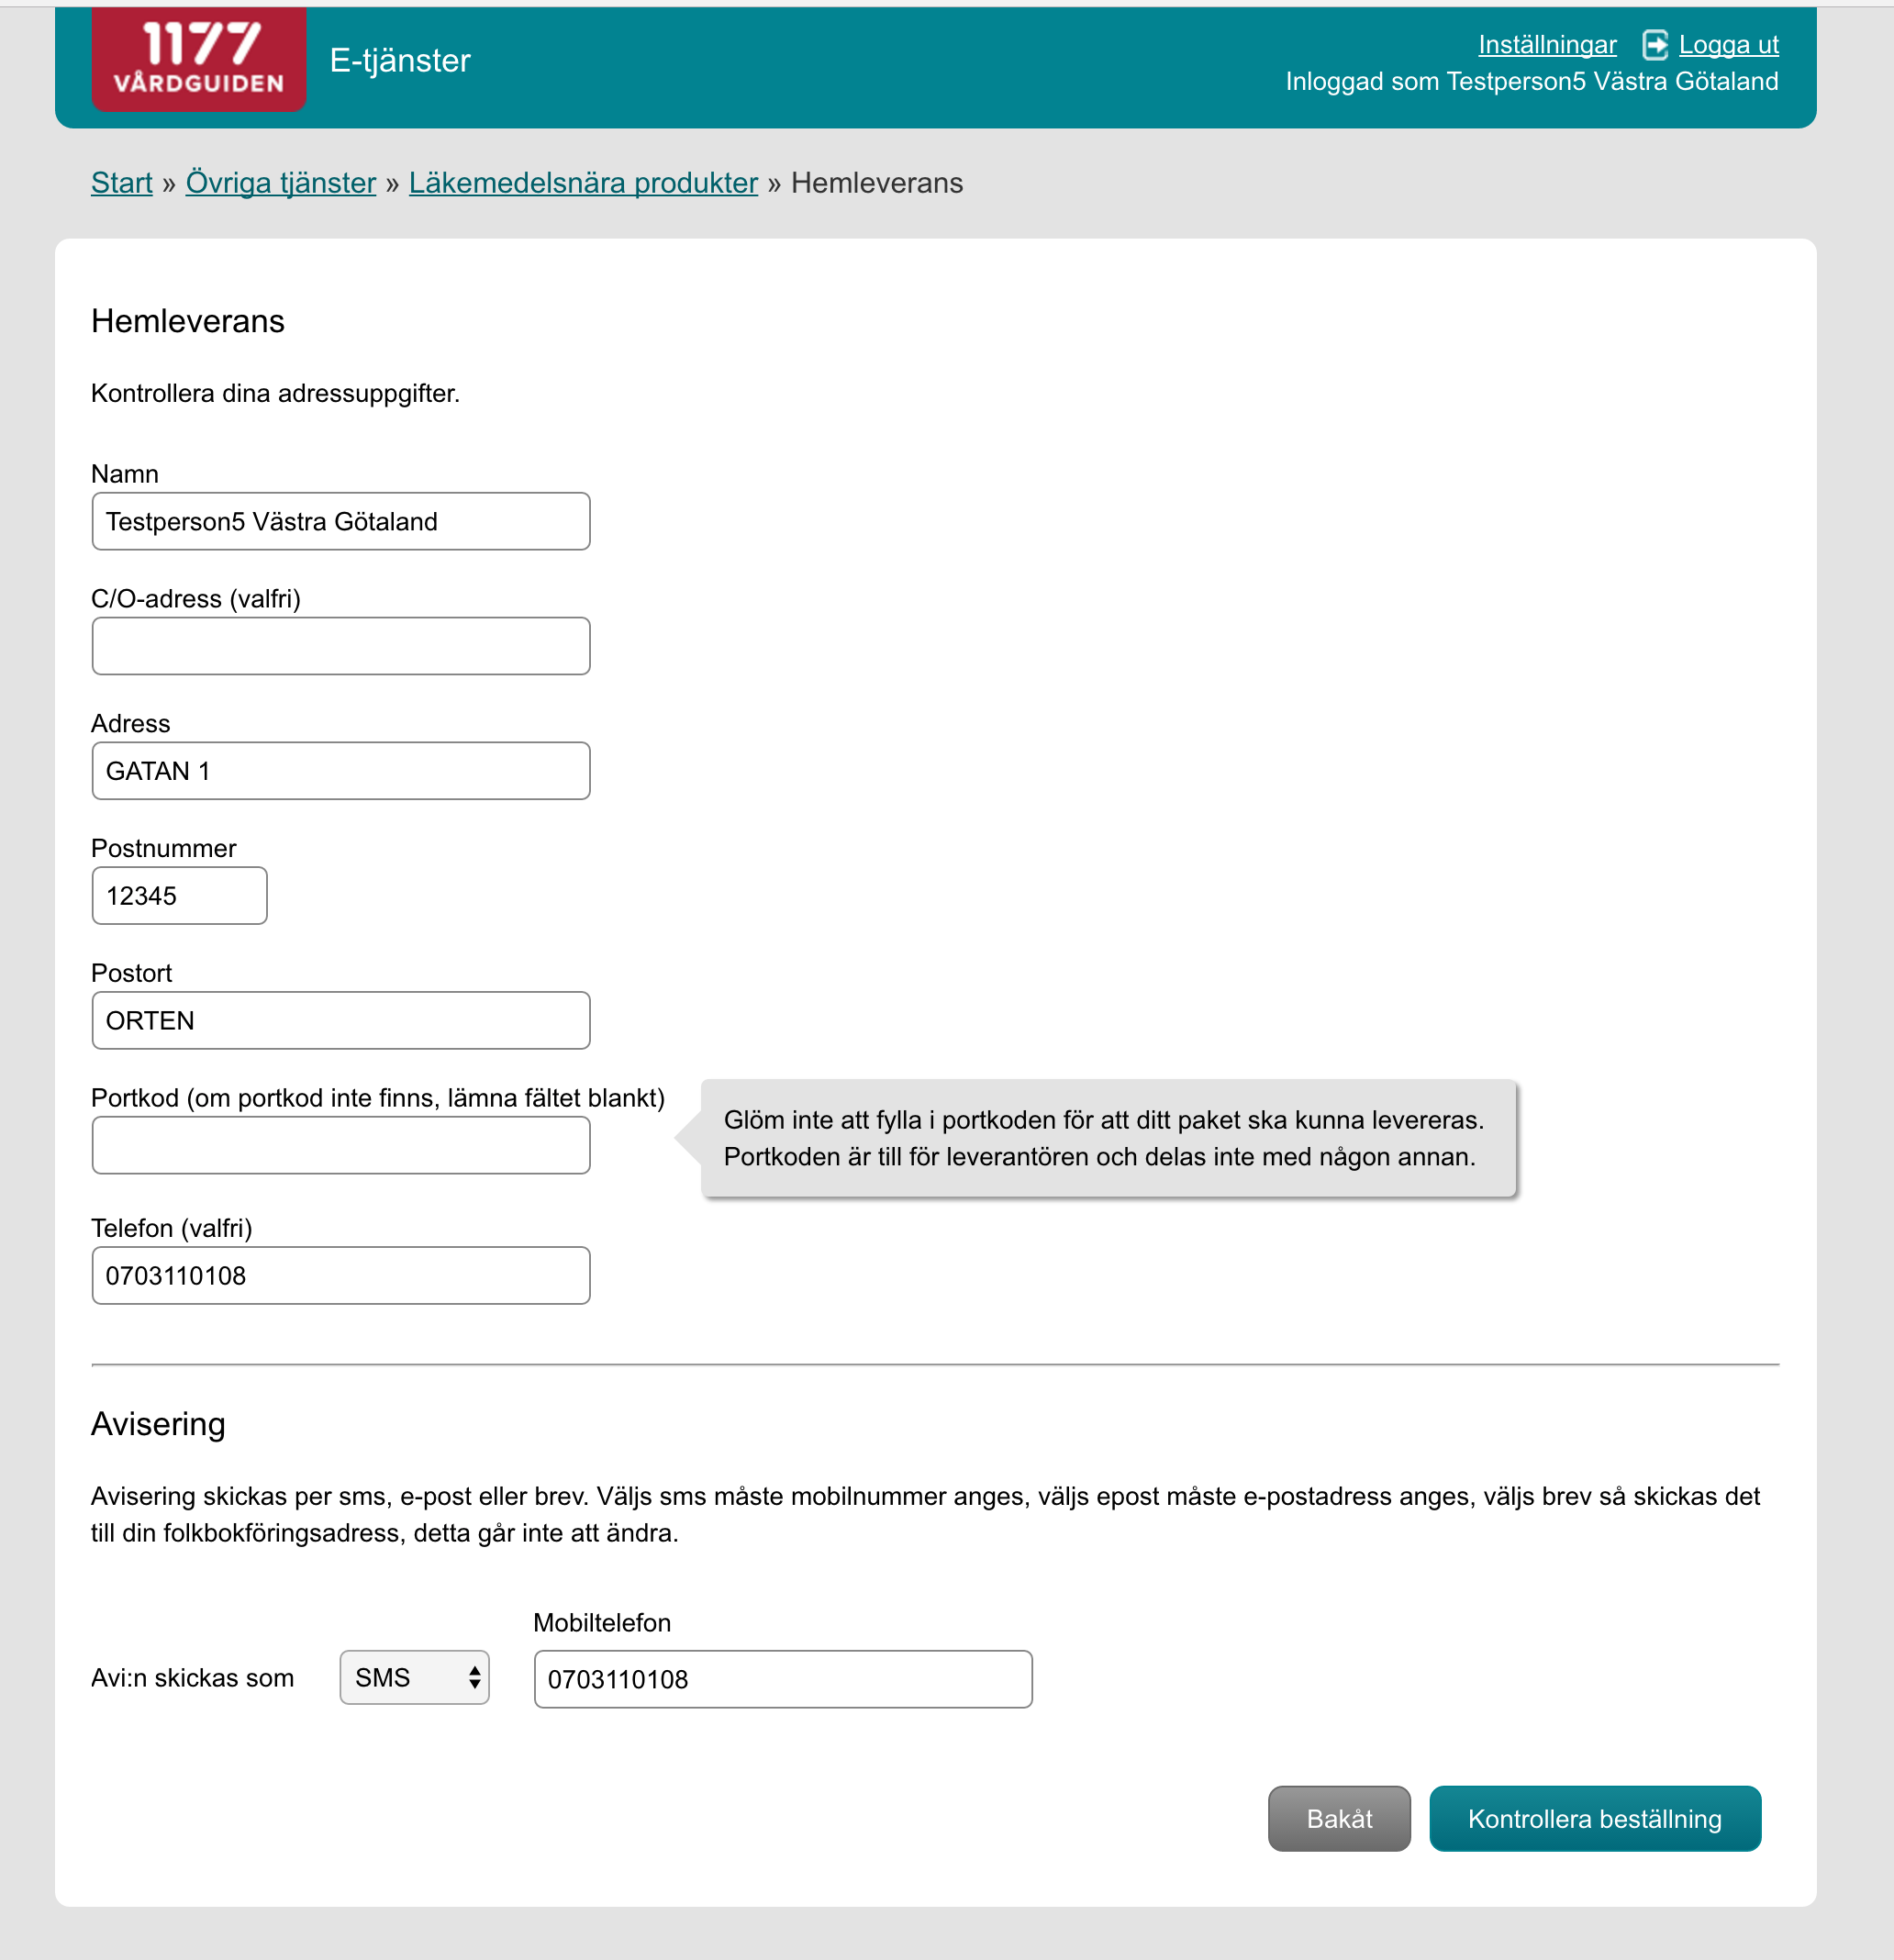 1177
VÅRDGUIDEN
E-tjänster
Inställningar Logga ut
Inloggad som Testperson5 Västra Götaland
Start » Övriga tjänster » Läkemedelsnära produkter » Hemleverans
Hemleverans
Kontrollera dina adressuppgifter.
Namn
Testperson5 Västra Götaland
C/O-adress (valfri)
Adress
GATAN 1
Postnummer
12345
Postort
ORTEN
Portkod (om portkod inte finns, lämna fältet blankt)
Glöm inte att fylla i portkoden för att ditt paket ska kunna levereras.
Portkoden är till för leverantören och delas inte med någon annan.
Telefon (valfri)
0703110108
Avisering
Avisering skickas per sms, e-post eller brev. Väljs sms måste mobilnummer anges, väljs epost måste e-postadress anges, väljs brev så skickas det
till din folkbokföringsadress, detta går inte att ändra.
Mobiltelefon
Avi:n skickas som SMS 0703110108
Bakåt Kontrollera beställning